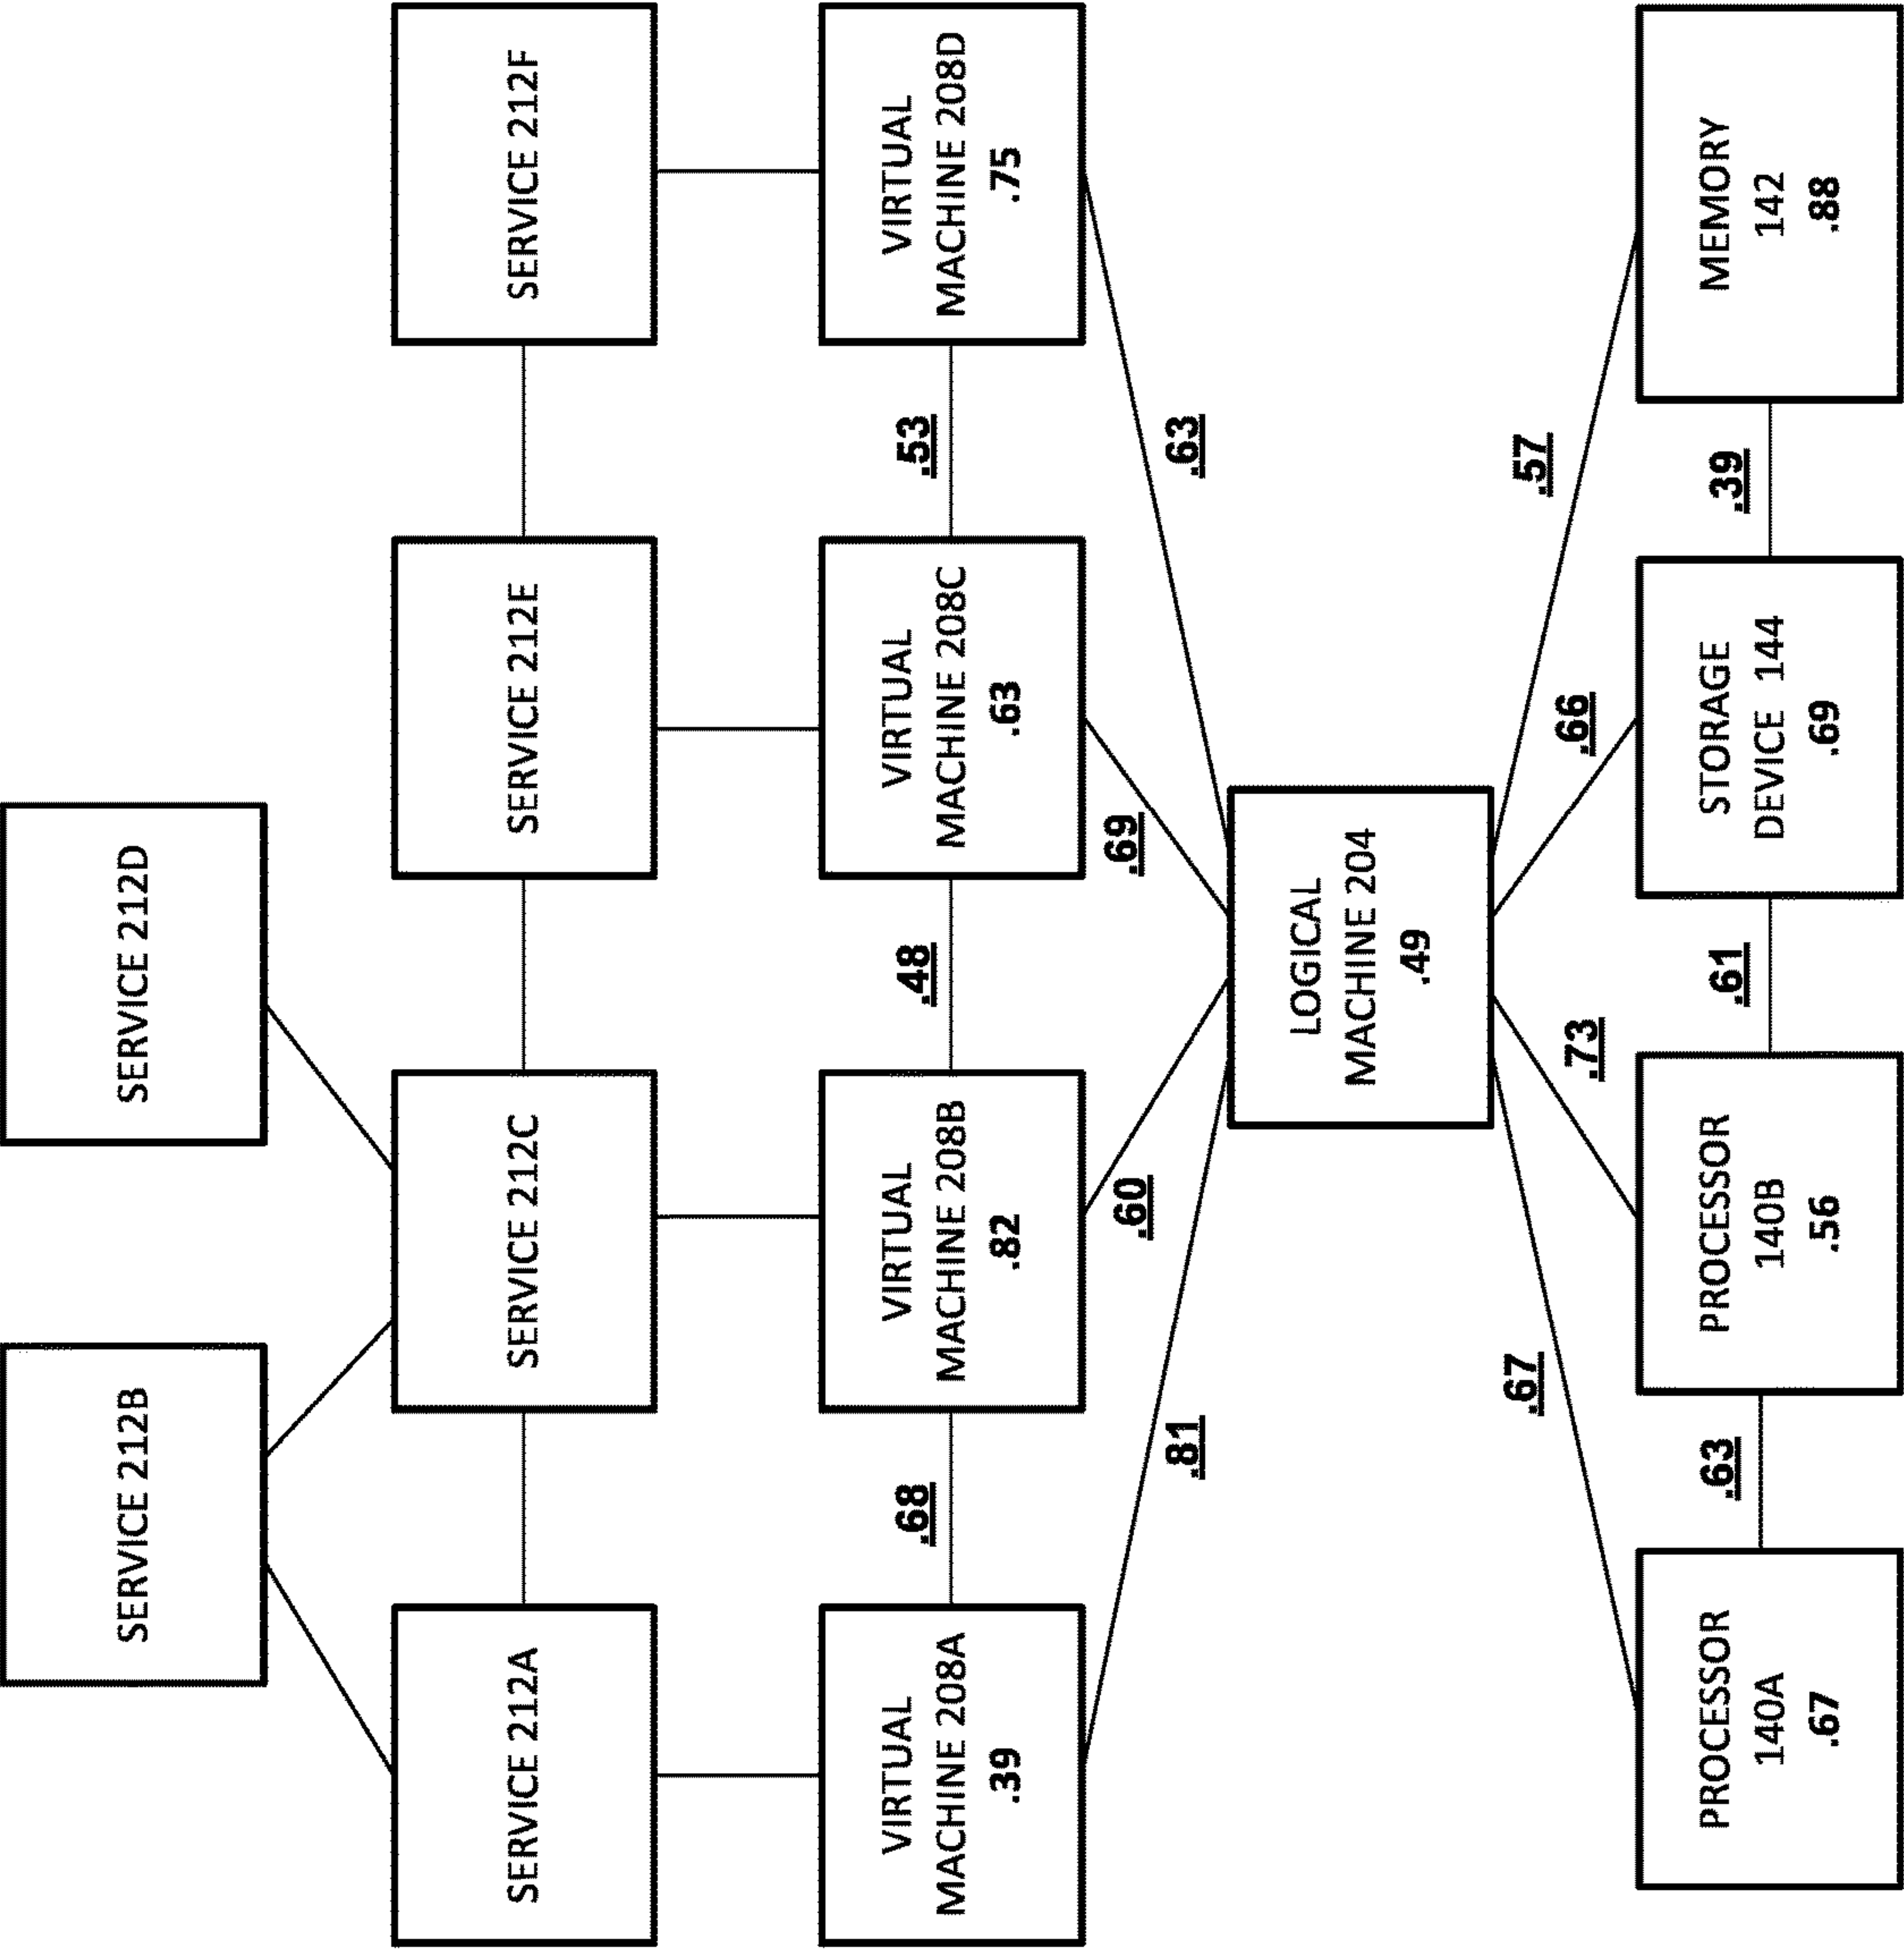 SERVICE 212B
SERVICE 212D
SERVICE 212A
SERVICE 212C
SERVICE 212E
SERVICE 212F
VIRTUAL
MACHINE 208A
.39
.68
VIRTUAL
MACHINE 208B
.82
.48
VIRTUAL
MACHINE 208C
.63
.53
VIRTUAL
MACHINE 208D
.75
.81
.60
.69
.63
LOGICAL
MACHINE 204
.49
.67
.73
.66
.57
PROCESSOR
140A
.67
.63
PROCESSOR
140B
.56
.61
STORAGE
DEVICE 144
.69
.39
MEMORY
142
.88